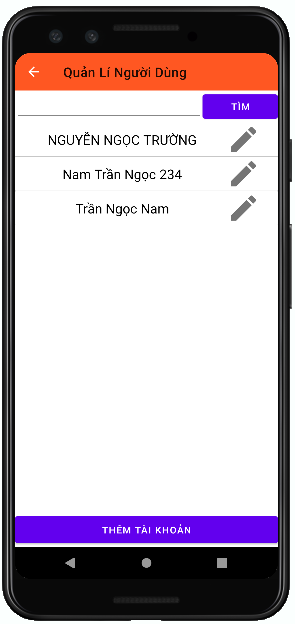 Quản Lí Người Dùng
TÌM
NGUYỄN NGỌC TRƯỜNG
Nam Trần Ngọc 234
Trần Ngọc Nam
THÊM TÀI KHOẢN